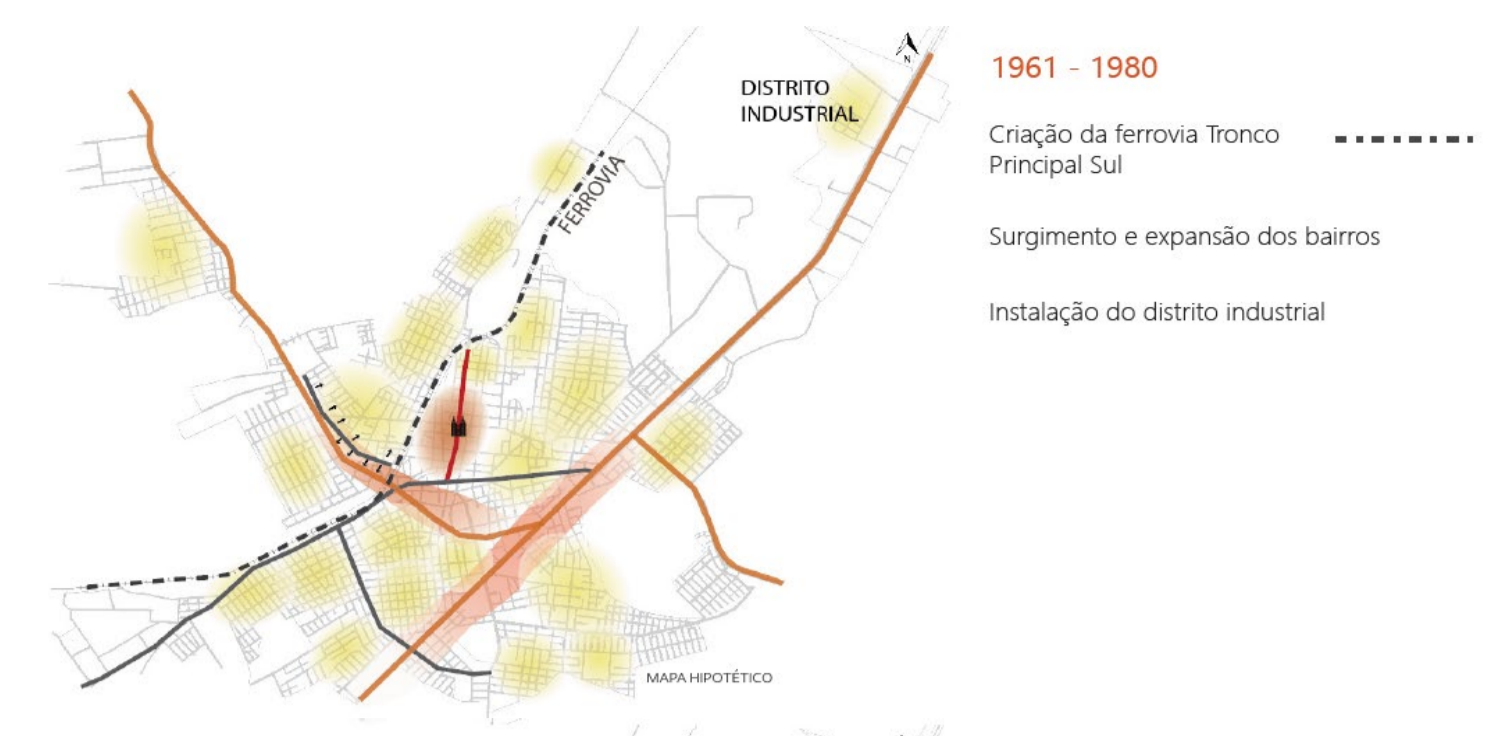 N
DISTRITO
INDUSTRIAL
FERROVIA
MAPA HIPOTÉTICO
1961 - 1980
Criação da ferrovia Tronco
Principal Sul
Surgimento e expansão dos bairros
Instalação do distrito industrial